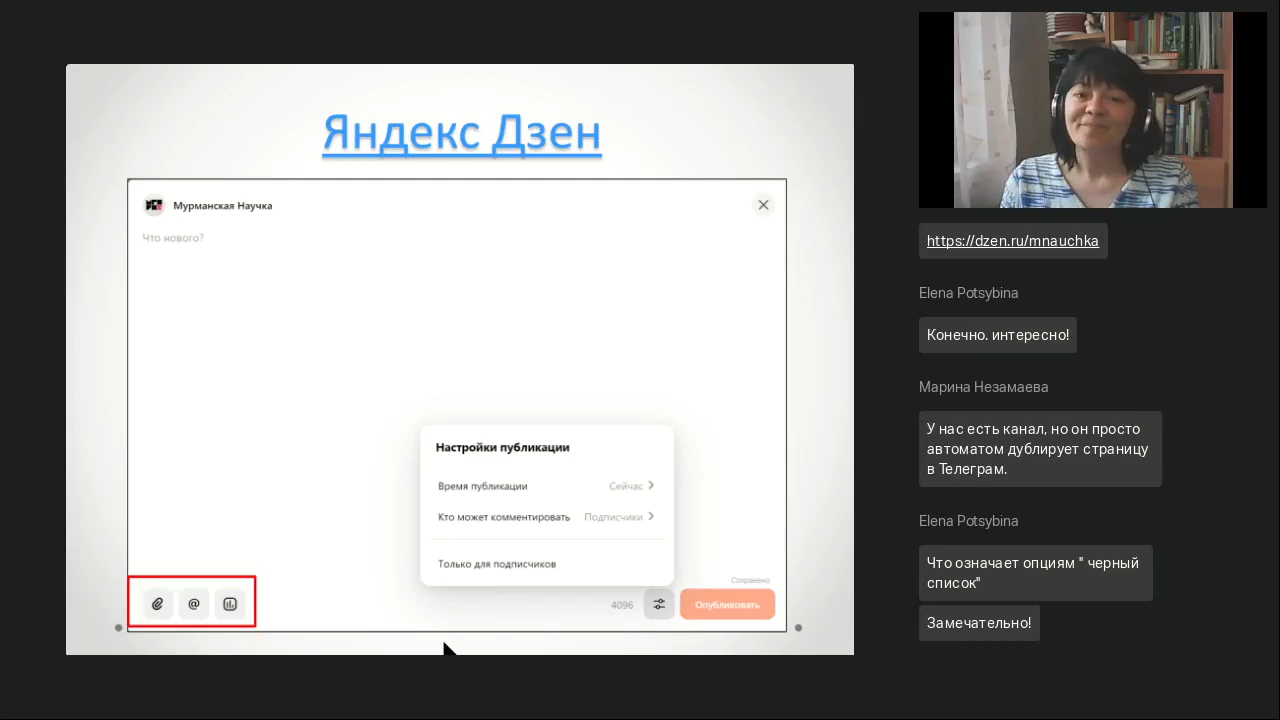 Яндекс Дзен
Мурманская Научка
Что нового?
Настройки публикации
Время публикации Сейчас
Кто может комментировать Подписчики
Только для подписчиков
Сохранено
@
4096 Опубликовать
https://dzen.ru/mnauchka
Elena Potsybina
Конечно. интересно!
Марина Незамаева
У нас есть канал, но он просто
автоматом дублирует страницу
в Телеграм.
Elena Potsybina
Что означает опциям " черный
список"
Замечательно!